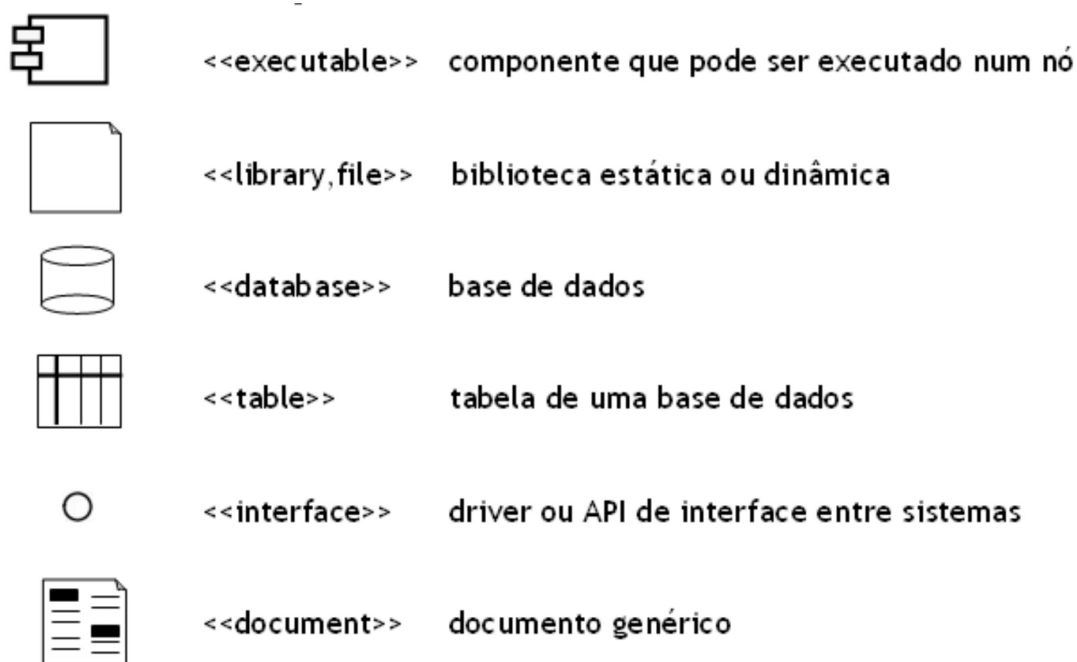 <<executable>> componente que pode ser executado num nó
<<library,file>> biblioteca estática ou dinâmica
<<database>> base de dados
<<table>> tabela de uma base de dados
<<interface>> driver ou API de interface entre sistemas
<<document>> documento genérico